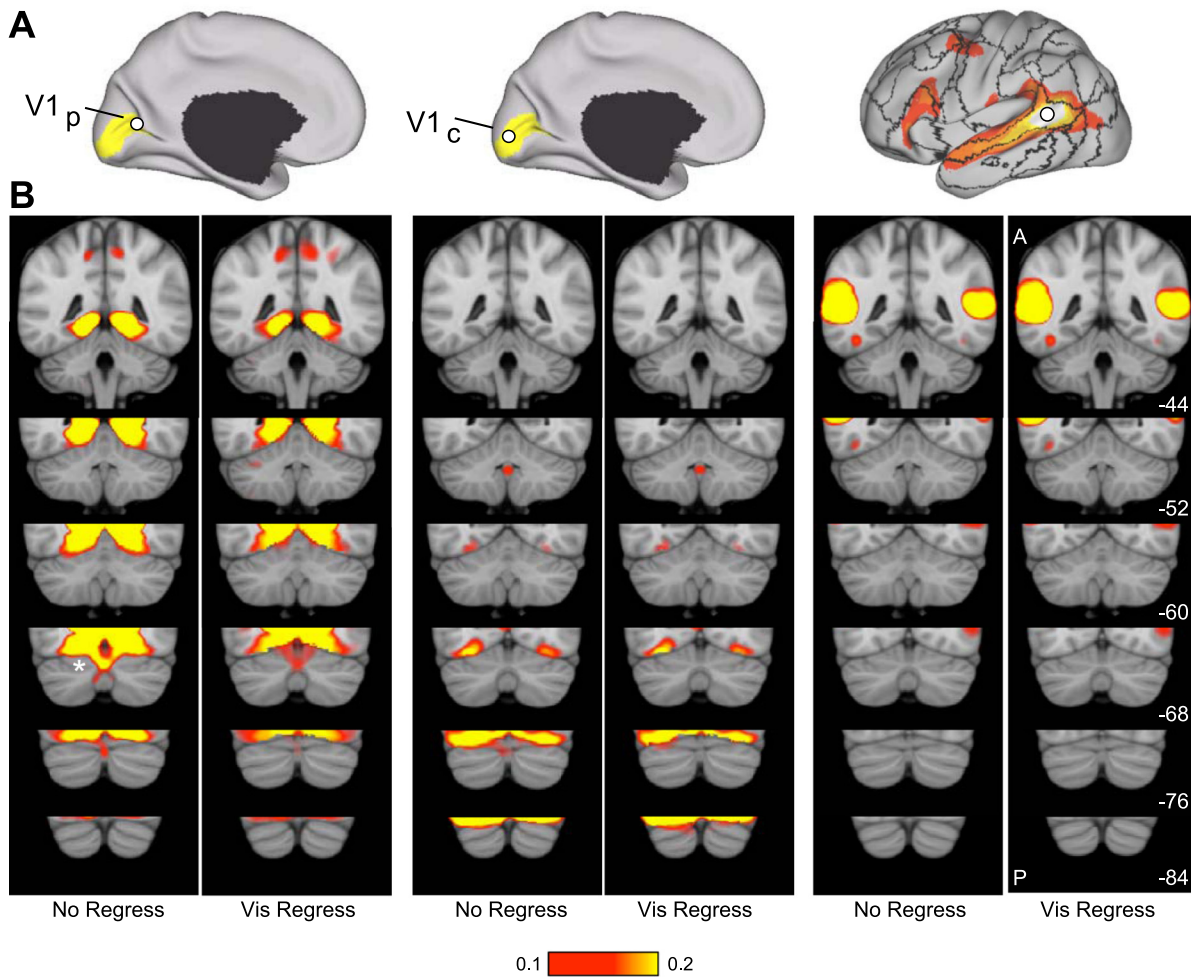 A
V1 p
V1 c
B
A
-44
-52
-60
*
-68
-76
P
-84
No Regress
Vis Regress
No Regress
Vis Regress
No Regress
Vis Regress
0.1
0.2